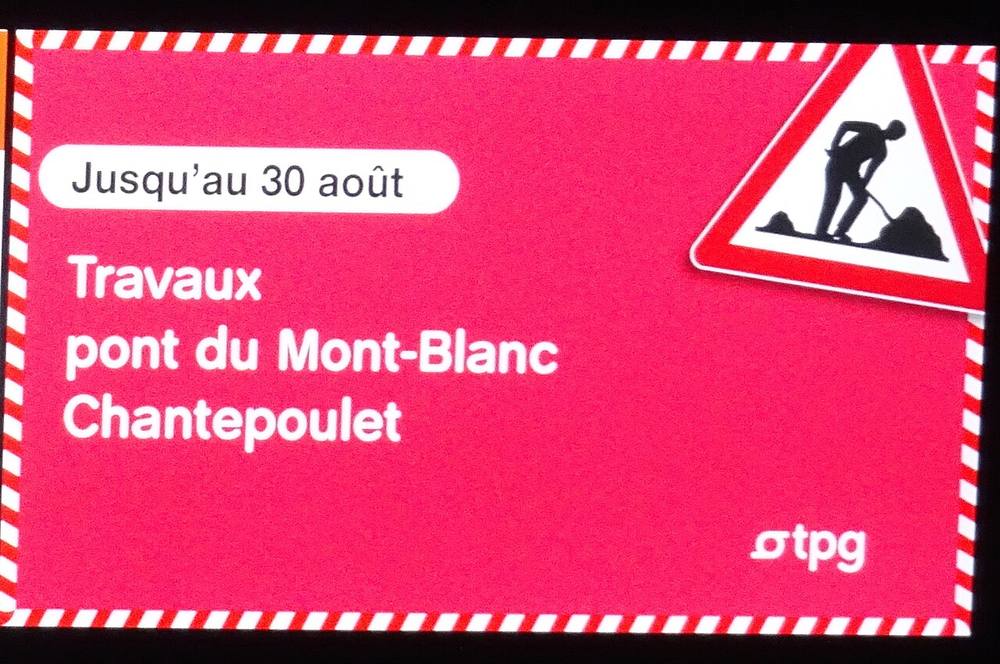 Jusqu'au 30 août
Travaux
pont du Mont-Blanc
Chantepoulet
tpg